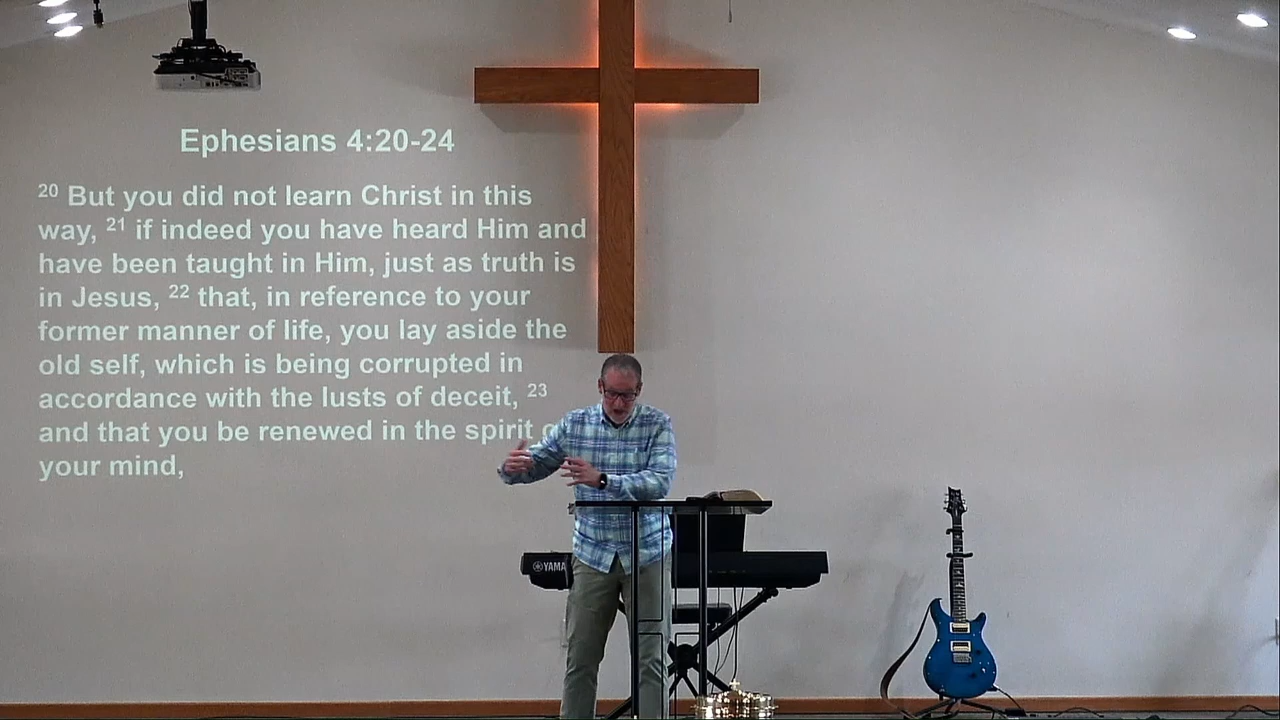 Ephesians 4:20-24
20 But you did not learn Christ in this
way, 21 if indeed you have heard Him and
have been taught in Him, just as truth is
in Jesus, 22 that, in reference to your
former manner of life, you lay aside the
old self, which is being corrupted in
accordance with the lusts of deceit, 23
and that you be renewed in the spirit
your mind,
YAMA